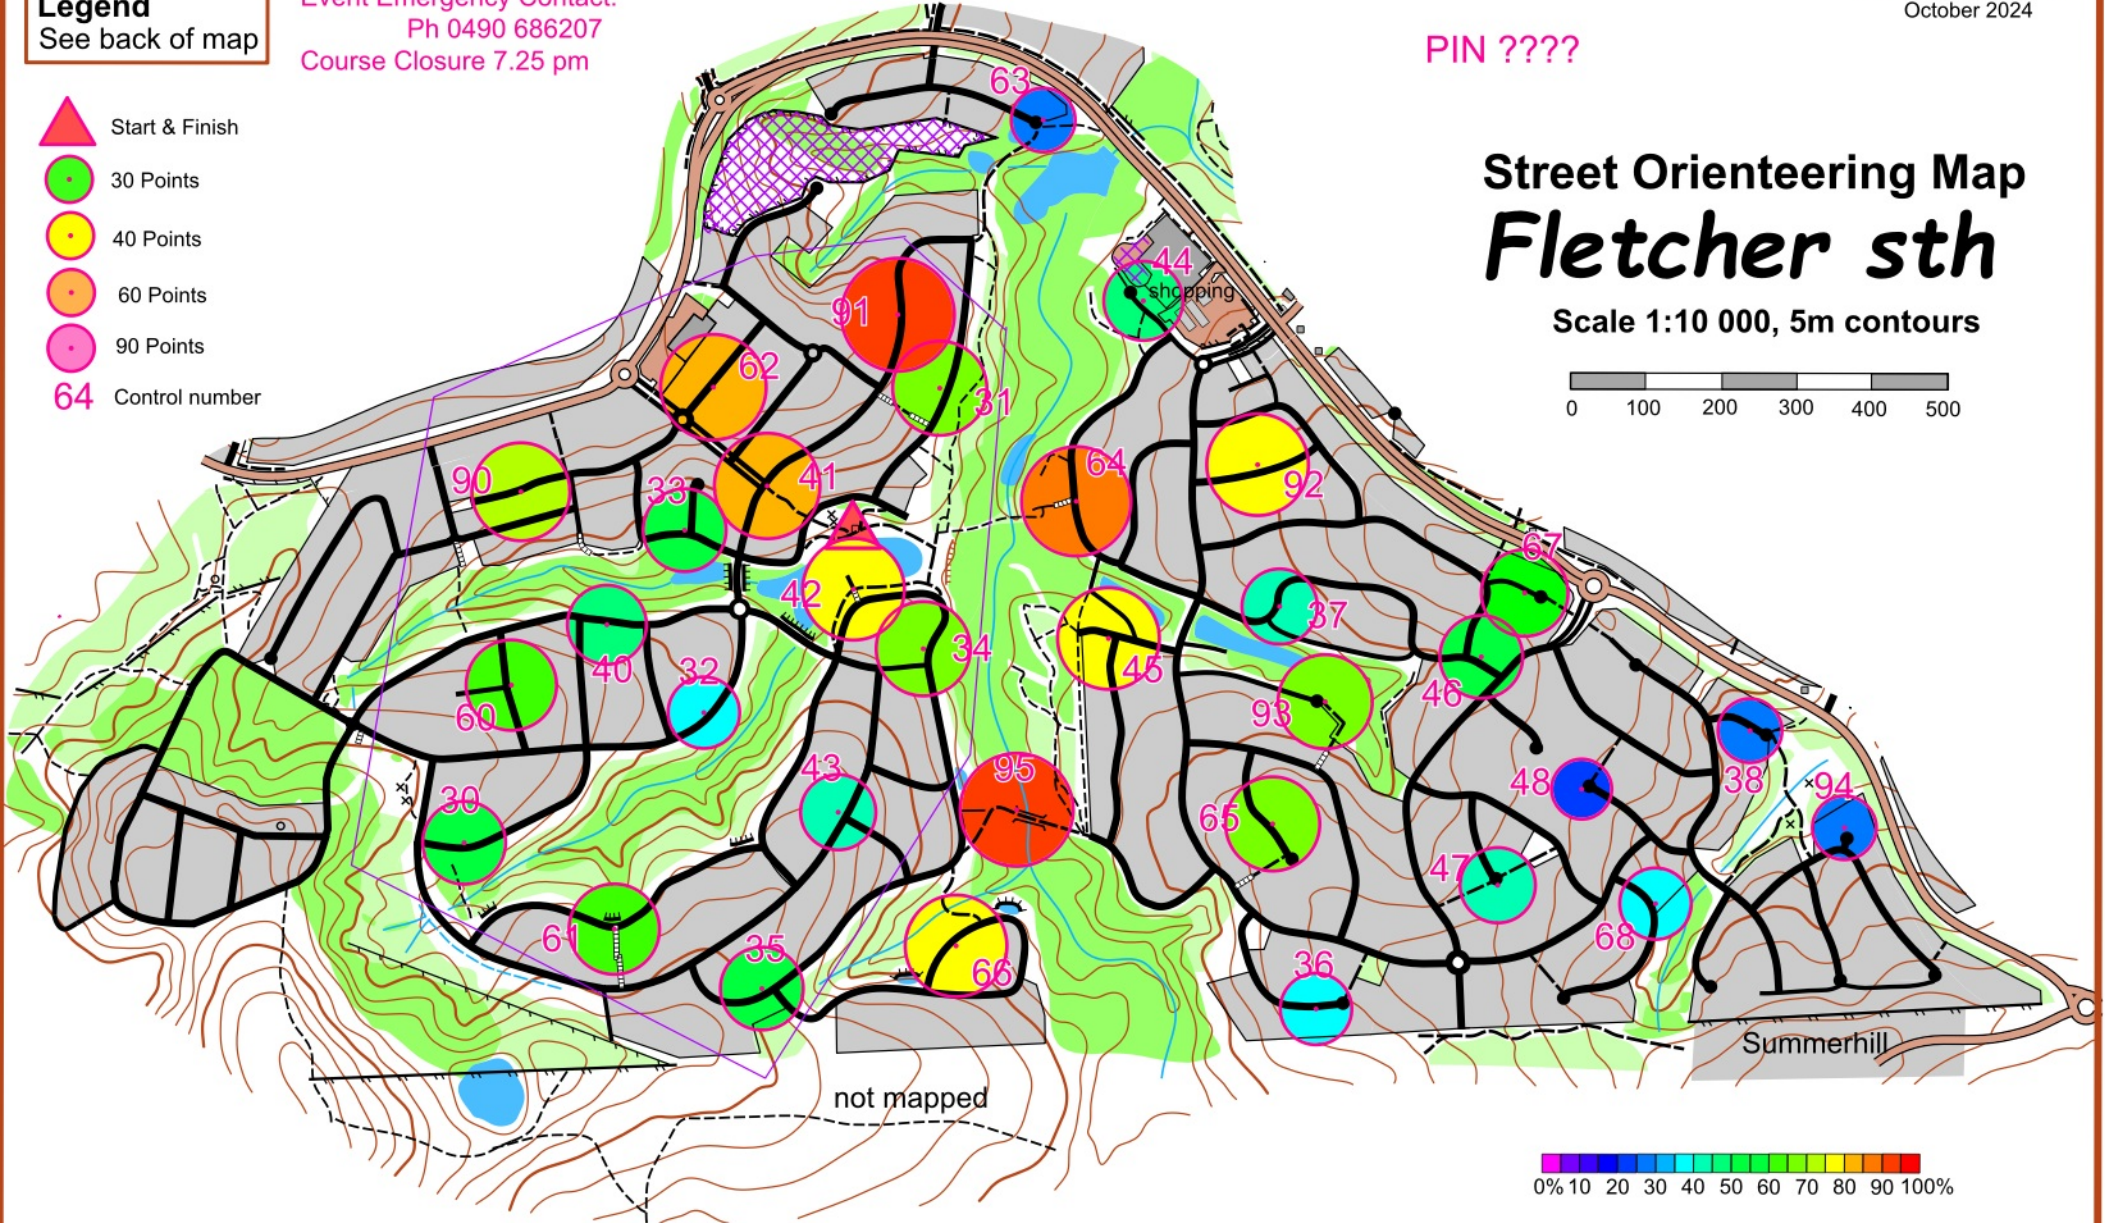 Legend
See back of map
Event Emergency Contact:
Ph 0490 686207
Course Closure 7.25 pm
October 2024
PIN ????
Start & Finish
30 Points
40 Points
60 Points
90 Points
64 Control number
Street Orienteering Map
Fletcher sth
Scale 1:10 000, 5m contours
0 100 200 300 400 500
63
44
shopping
91
62
31
90
33
41
64
92
67
42
37
34
45
40
32
46
60
93
43
95
48
38
94
30
65
47
61
35
66
68
36
Summerhill
not mapped
0% 10 20 30 40 50 60 70 80 90 100%